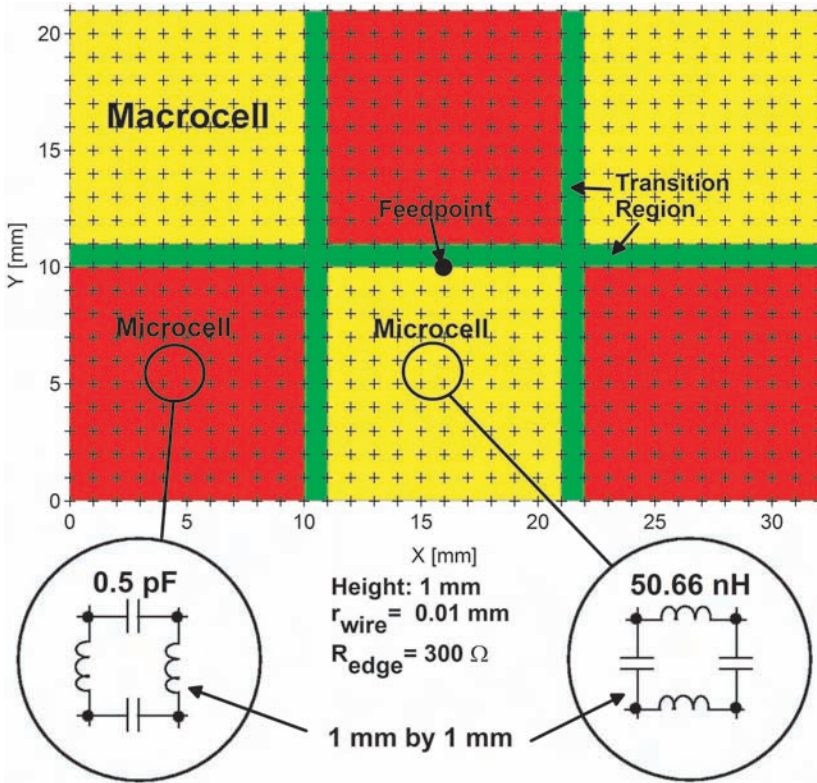 20
Macrocell
15
Transition
Region
Feedpoint
Y [mm]
10
Microcell
Microcell
5
0
0 5 10 15 20 25 30
X [mm]
0.5 pF
Height: 1 mm
r_wire = 0.01 mm
R_edge = 300 Ω
50.66 nH
1 mm by 1 mm